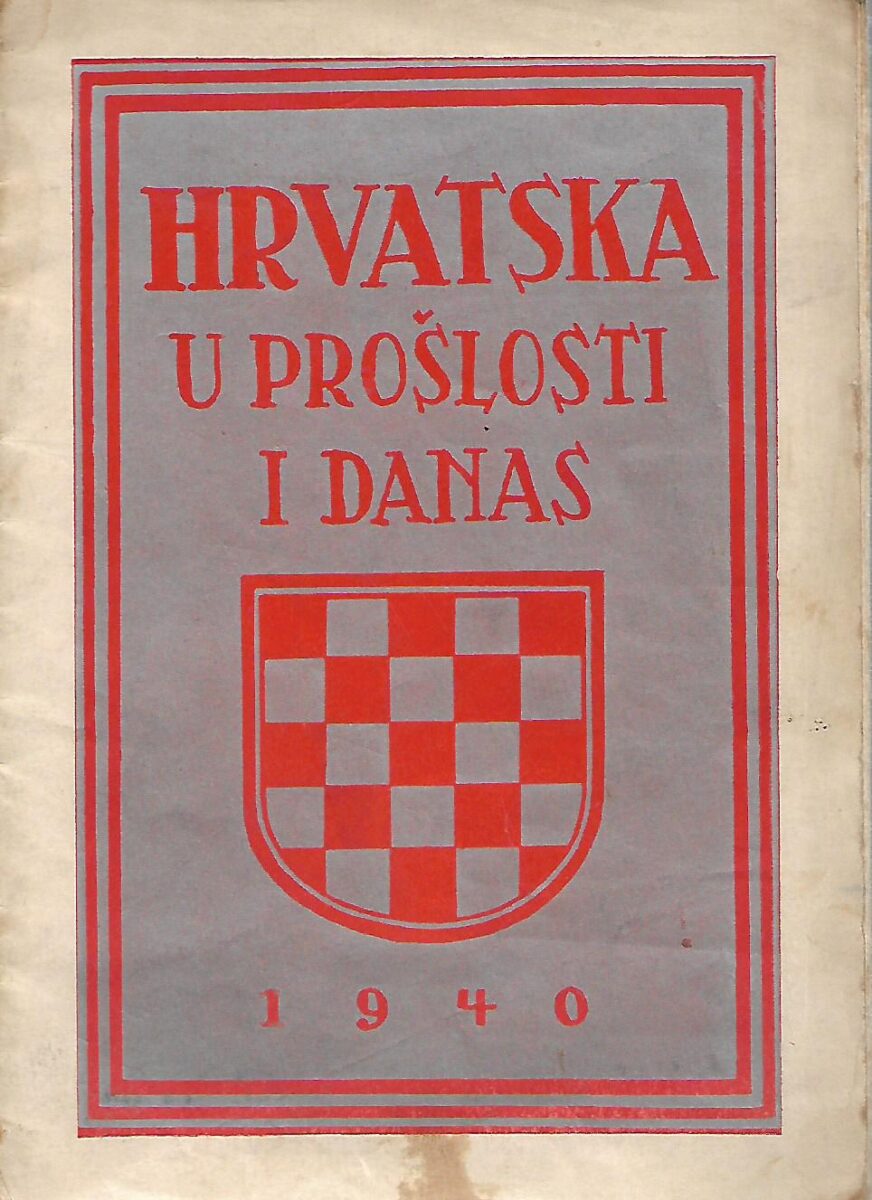 HRVATSKA
U PROŠLOSTI
I DANAS
1940